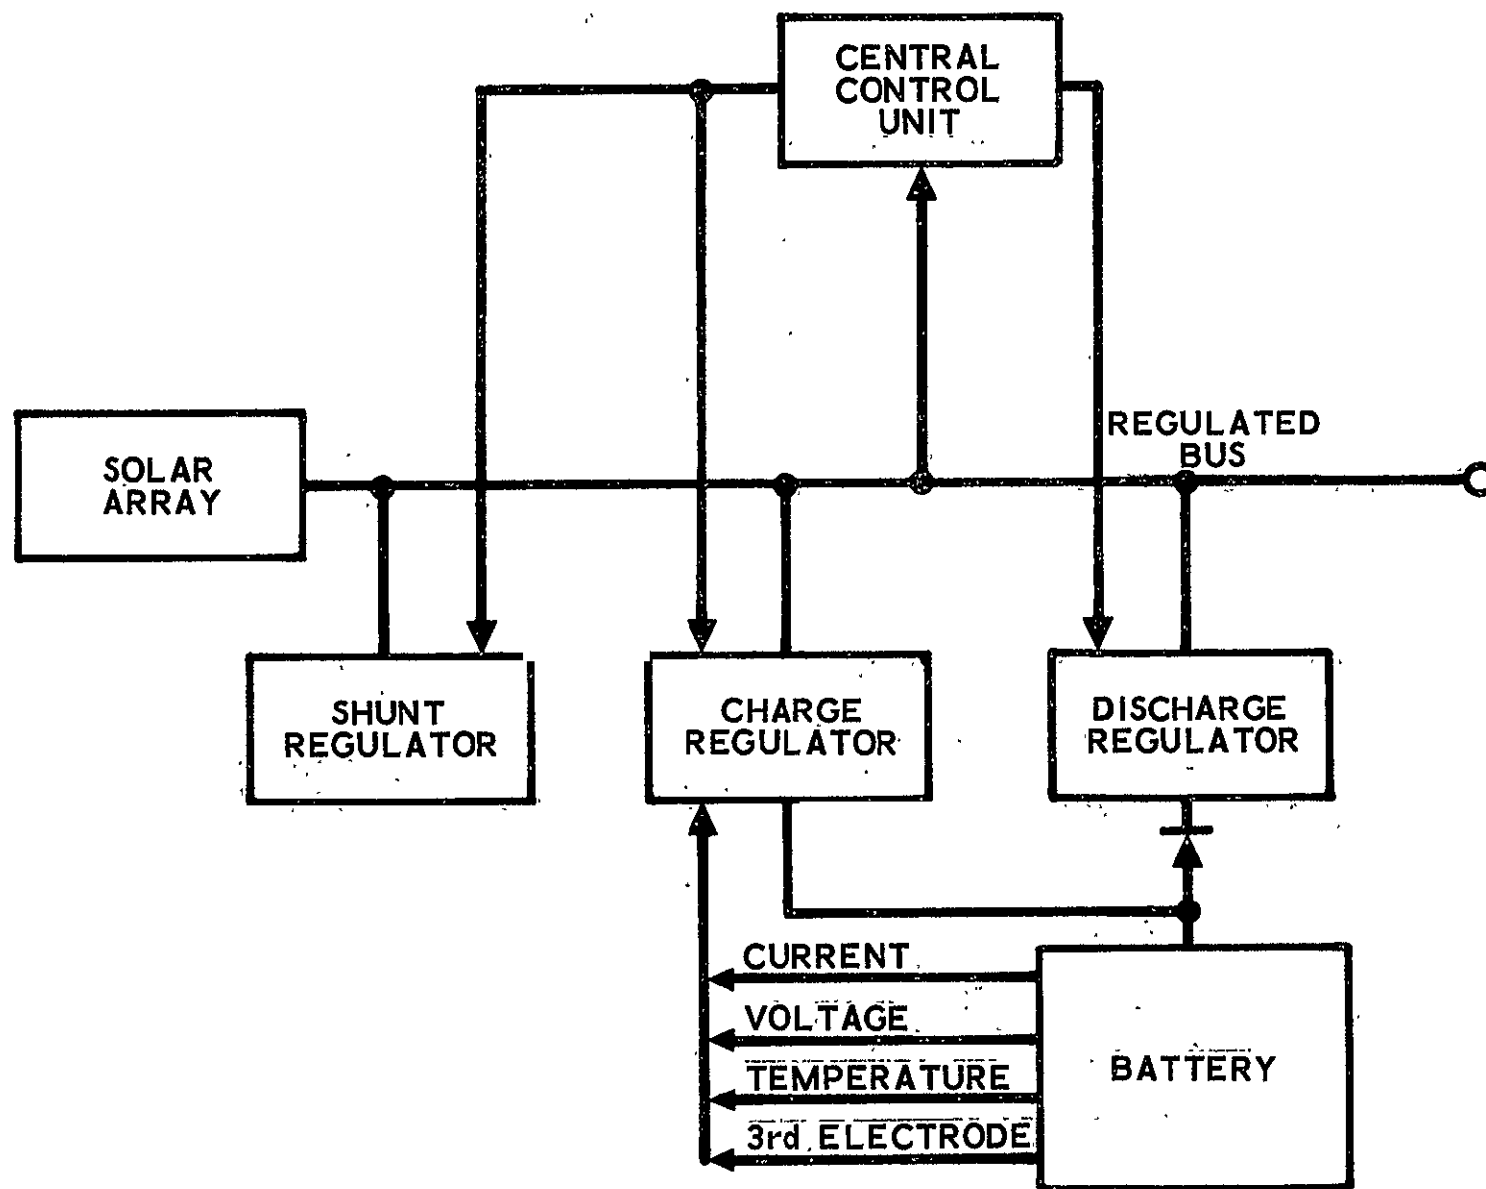 CENTRAL
CONTROL
UNIT
REGULATED
BUS
SOLAR
ARRAY
SHUNT
REGULATOR
CHARGE
REGULATOR
DISCHARGE
REGULATOR
CURRENT
VOLTAGE
TEMPERATURE
3rd ELECTRODE
BATTERY